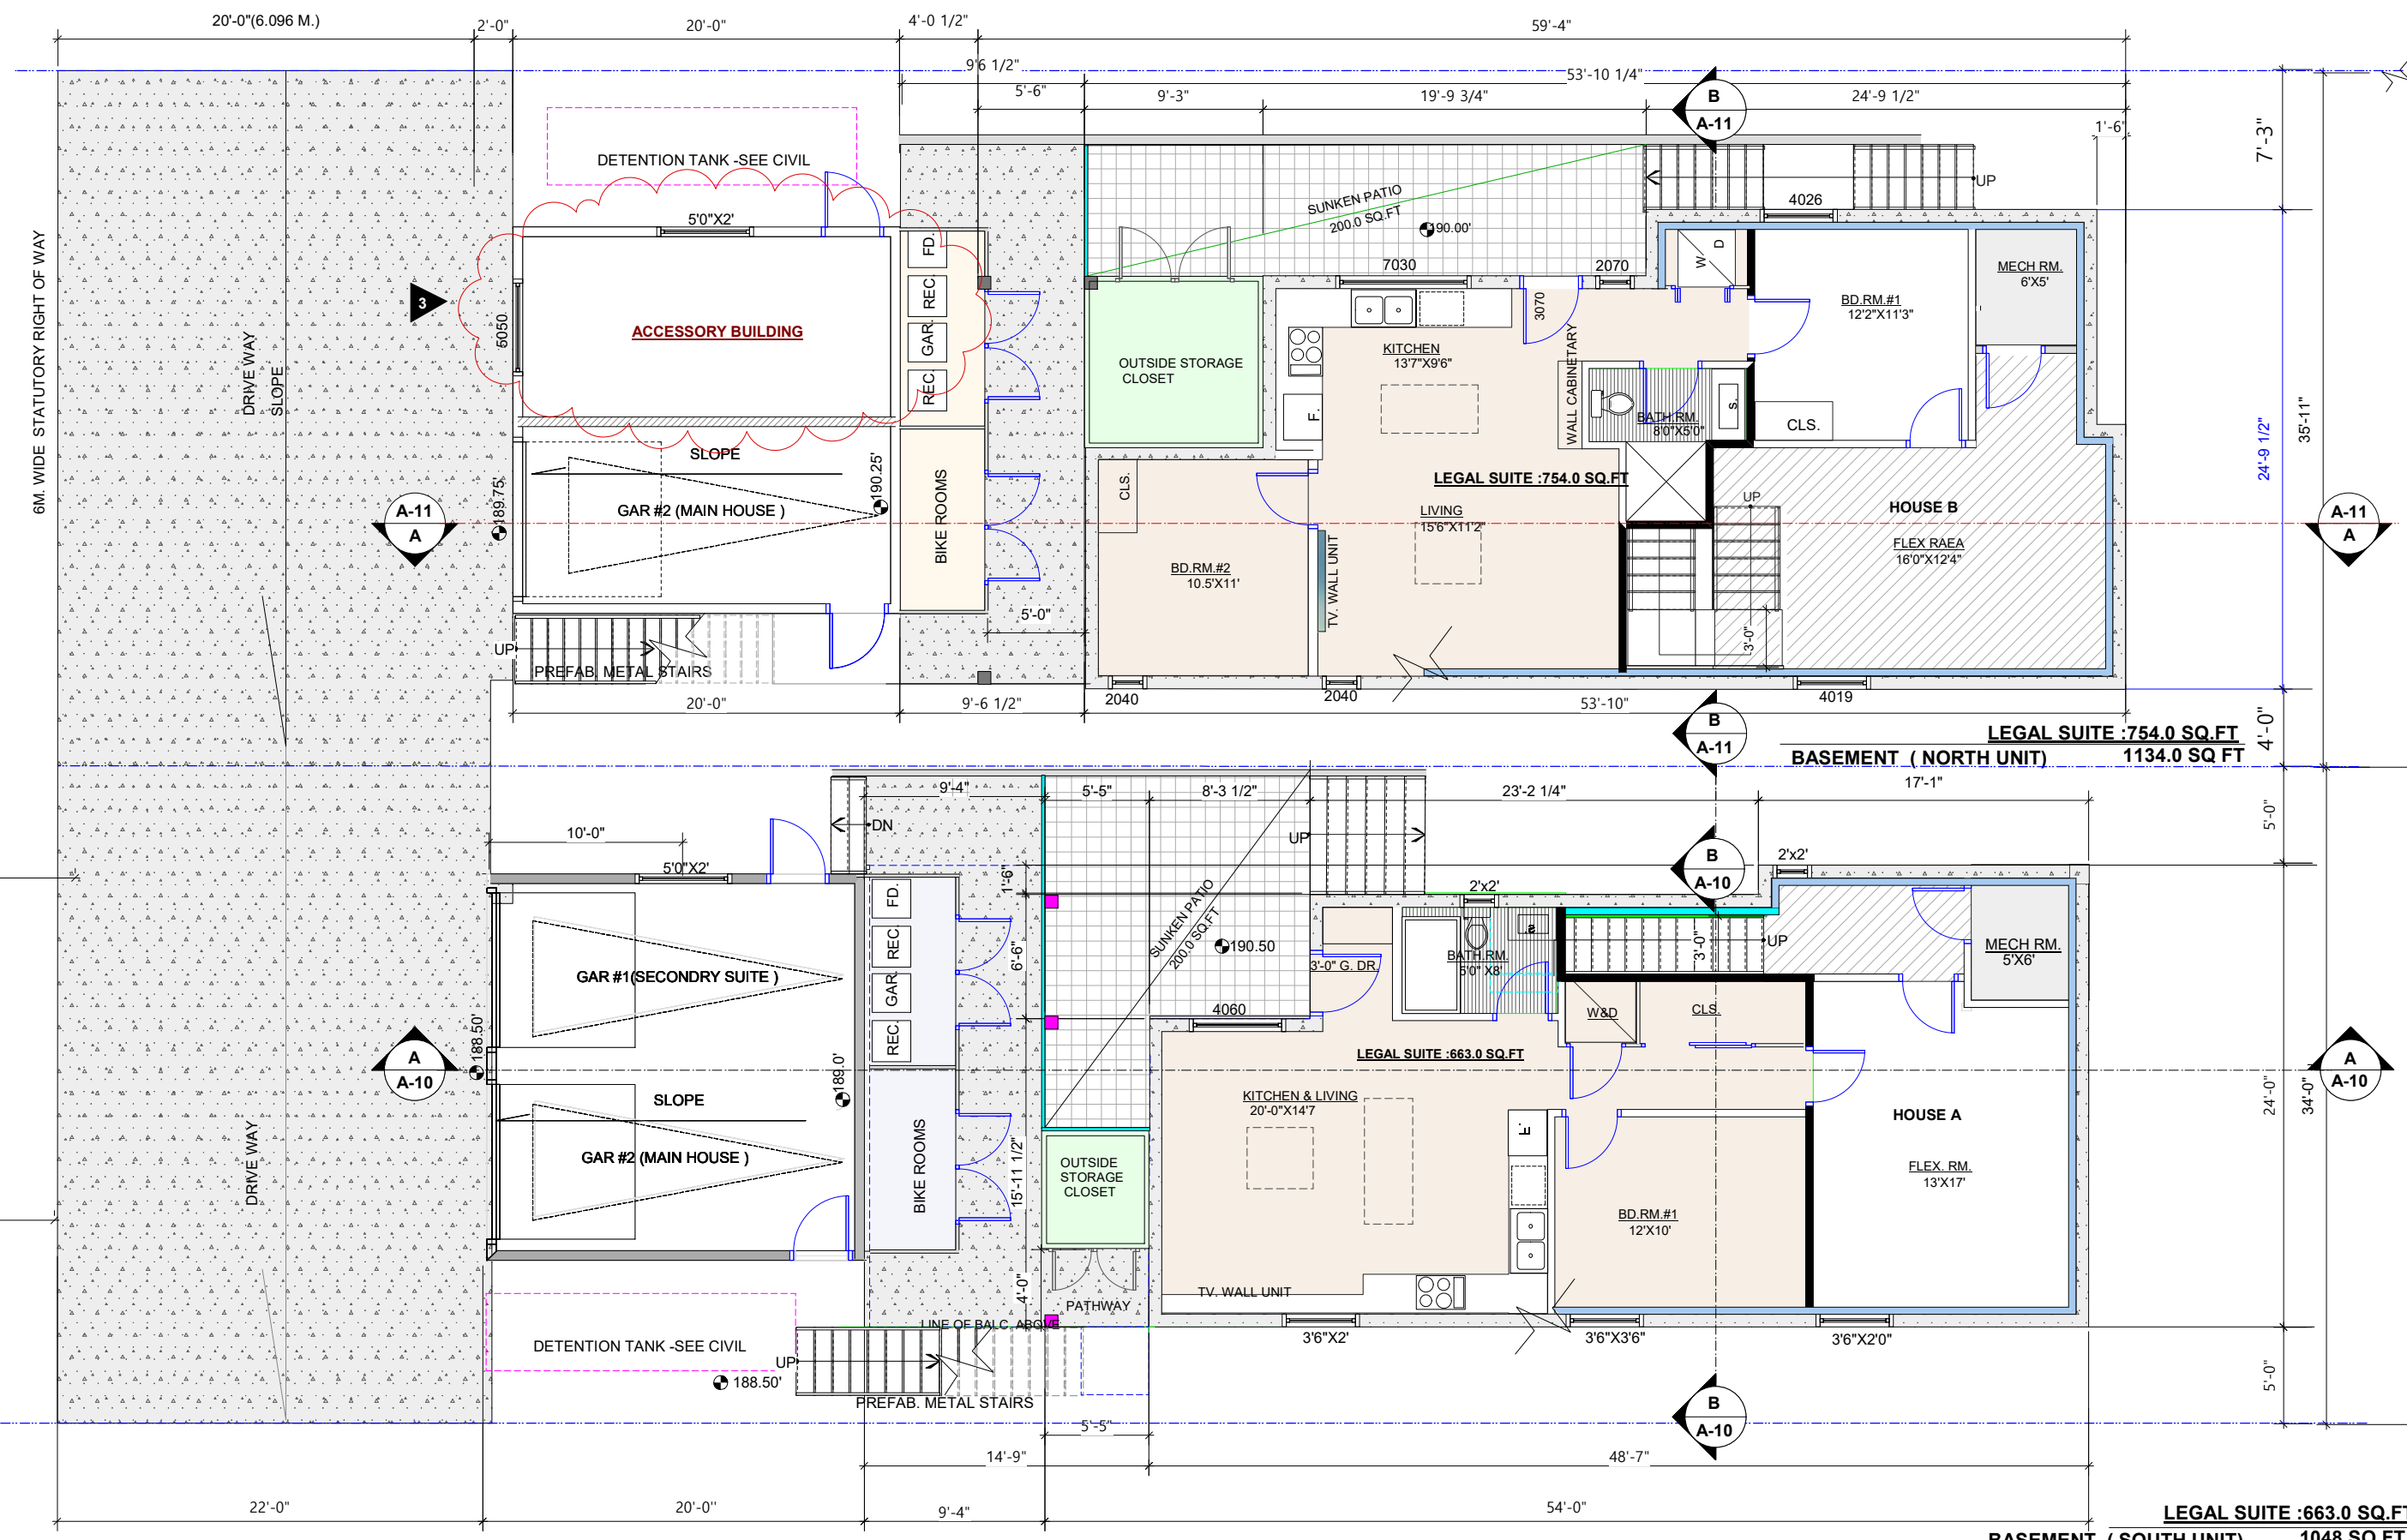 20'-0"(6.096 M.)
2'-0"
20'-0"
4'-0 1/2"
59'-4"
9'6 1/2"
53'-10 1/4"
5'-6"
9'-3"
19'-9 3/4"
24'-9 1/2"
B
A-11
1'-6"
7'-3"
DETENTION TANK -SEE CIVIL
SUNKEN PATIO
200.0 SQ.FT
190.00'
UP
4026
5'0"X2'
6M. WIDE STATUTORY RIGHT OF WAY
DRIVE WAY
SLOPE
3
5050
ACCESSORY BUILDING
FD.
REC.
GAR.
REC.
7030
2070
3070
W
D
MECH RM.
6'X5'
BD.RM.#1
12'2"X11'3"
OUTSIDE STORAGE
CLOSET
KITCHEN
13'7"X9'6"
F.
WALL CABINETARY
BATH.RM.
8'0"X5'0"
s.
CLS.
24'-9 1/2"
35'-11"
SLOPE
190.25'
189.75'
GAR #2 (MAIN HOUSE )
BIKE ROOMS
CLS.
LEGAL SUITE :754.0 SQ.FT
LIVING
15'6"X11'2"
UP
HOUSE B
FLEX RAEA
16'0"X12'4"
A-11
A
A-11
A
BD.RM.#2
10.5'X11'
TV. WALL UNIT
5'-0"
3'-0"
UP
PREFAB. METAL STAIRS
20'-0"
9'-6 1/2"
2040
2040
53'-10"
4019
B
A-11
LEGAL SUITE :754.0 SQ.FT
BASEMENT ( NORTH UNIT)
1134.0 SQ FT
4'-0"
9'-4"
5'-5"
8'-3 1/2"
23'-2 1/4"
17'-1"
5'-0"
10'-0"
DN
UP
5'0"X2'
B
A-10
2'x2'
1'-6"
2'x2'
FD.
REC.
GAR.
REC.
6'-6"
SUNKEN PATIO
200.0 SQ.FT
190.50
3'-0" G. DR.
BATH.RM.
5'0" X8'
3'-0"
UP
MECH RM.
5'X6'
GAR #1(SECONDRY SUITE )
4060
W&D
CLS.
188.50'
189.0'
LEGAL SUITE :663.0 SQ.FT
A
A-10
A
A-10
SLOPE
KITCHEN & LIVING
20'-0"X14'7
HOUSE A
24'-0"
34'-0"
F.
DRIVE WAY
GAR #2 (MAIN HOUSE )
BIKE ROOMS
15'-11 1/2"
OUTSIDE
STORAGE
CLOSET
FLEX. RM.
13'X17'
BD.RM.#1
12'X10'
4'-0"
TV. WALL UNIT
PATHWAY
LINE OF BALC. ABOVE
3'6"X2'
3'6"X3'6"
3'6"X2'0"
DETENTION TANK -SEE CIVIL
UP
188.50'
PREFAB. METAL STAIRS
5'-0"
B
A-10
5'-5"
14'-9"
48'-7"
22'-0"
20'-0''
9'-4"
54'-0"
LEGAL SUITE :663.0 SQ.FT
BASEMENT ( SOUTH UNIT)
1048 SQ FT